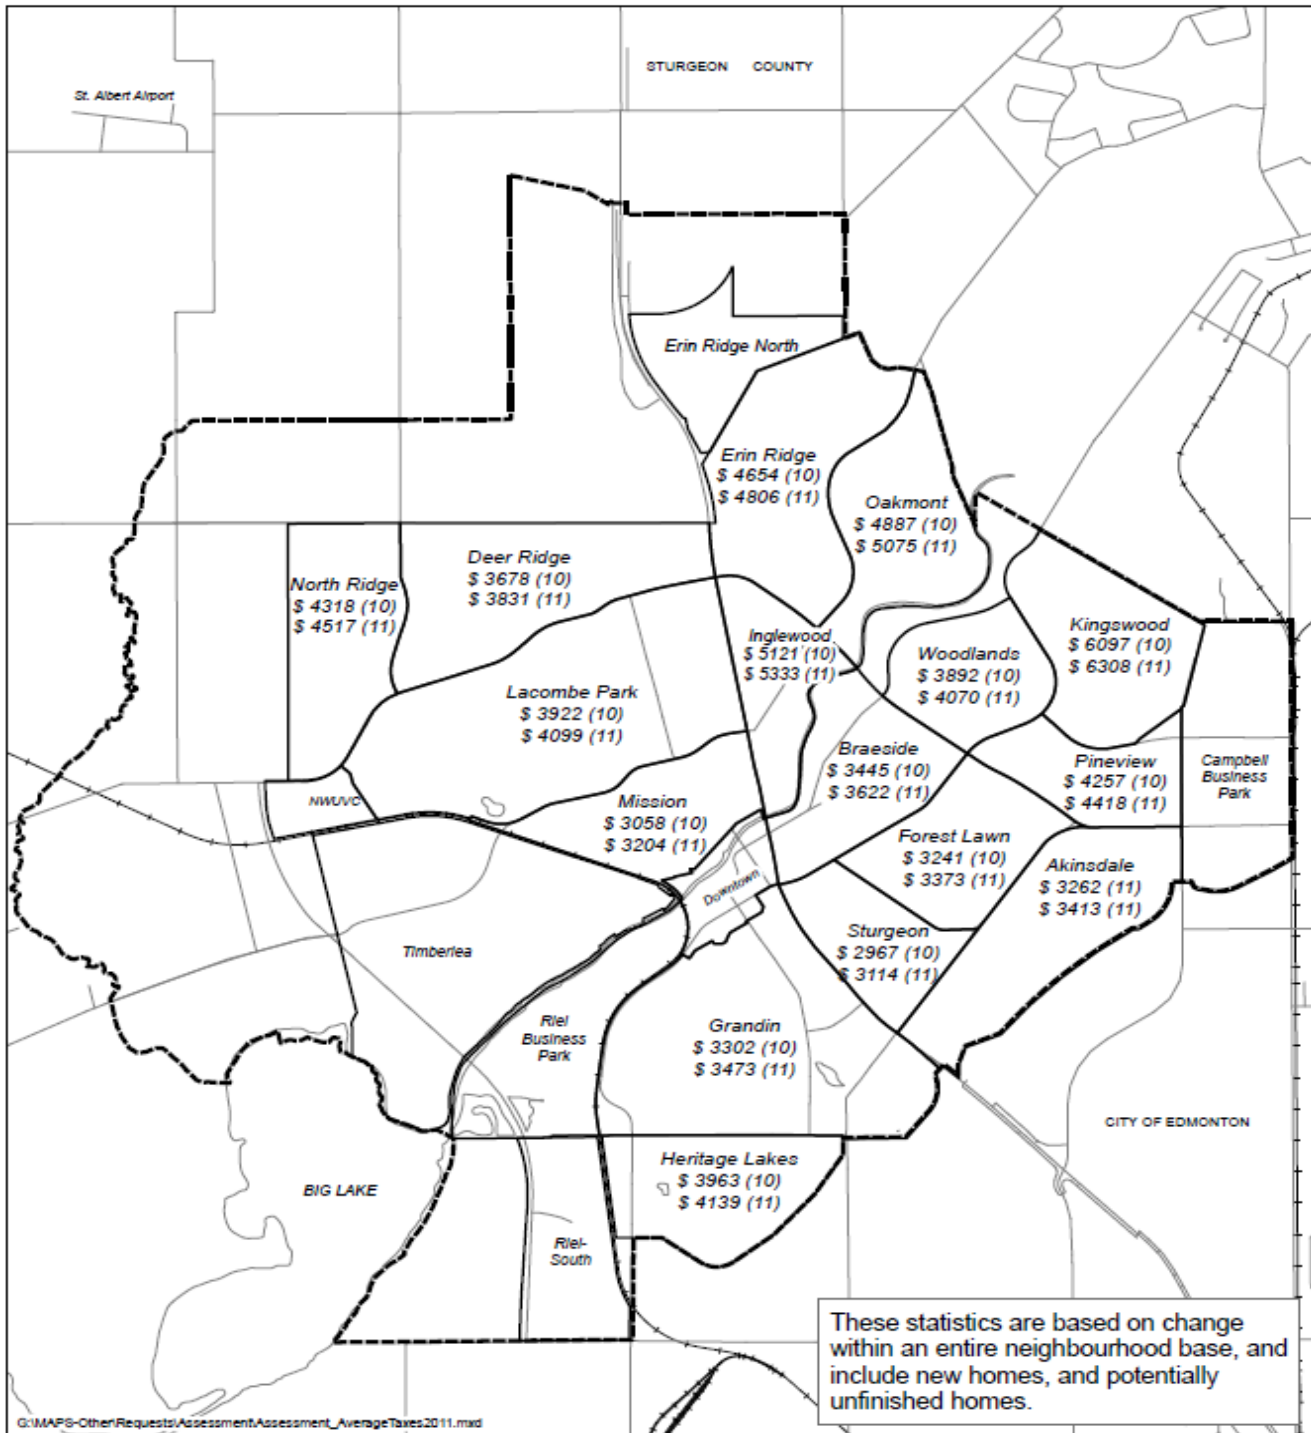 STURGEON COUNTY
St. Albert Airport
Erin Ridge North
Erin Ridge
$ 4654 (10)
$ 4806 (11)
Oakmont
$ 4887 (10)
$ 5075 (11)
Deer Ridge
$ 3678 (10)
$ 3831 (11)
North Ridge
$ 4318 (10)
$ 4517 (11)
Inglewood
$ 5121 (10)
$ 5333 (11)
Woodlands
$ 3892 (10)
$ 4070 (11)
Kingswood
$ 6097 (10)
$ 6308 (11)
Lacombe Park
$ 3922 (10)
$ 4099 (11)
Braeside
$ 3445 (10)
$ 3622 (11)
Pineview
$ 4257 (10)
$ 4418 (11)
Campbell
Business
Park
NWUVC
Mission
$ 3058 (10)
$ 3204 (11)
Forest Lawn
$ 3241 (10)
$ 3373 (11)
Akinsdale
$ 3262 (11)
$ 3413 (11)
Downtown
Sturgeon
$ 2967 (10)
$ 3114 (11)
Timberlea
Riel
Business
Park
Grandin
$ 3302 (10)
$ 3473 (11)
CITY OF EDMONTON
Heritage Lakes
$ 3963 (10)
$ 4139 (11)
BIG LAKE
Riel-
South
These statistics are based on change
within an entire neighbourhood base, and
include new homes, and potentially
unfinished homes.
G:\MAPS-Other\Requests\Assessment\Assessment_AverageTaxes2011.mxd